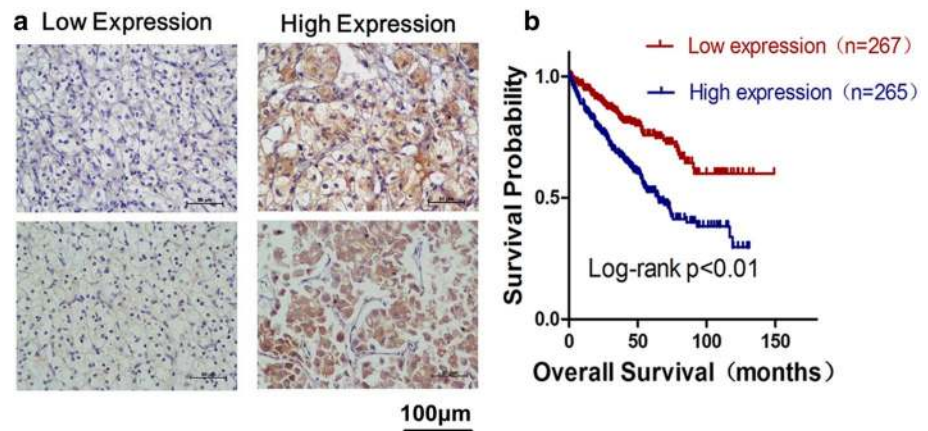 a Low Expression High Expression
100μm
b
Low expression（n=267）
High expression（n=265）
Survival Probability
1.0
0.5
0.0
Log-rank p<0.01
0 50 100 150
Overall Survival（months）